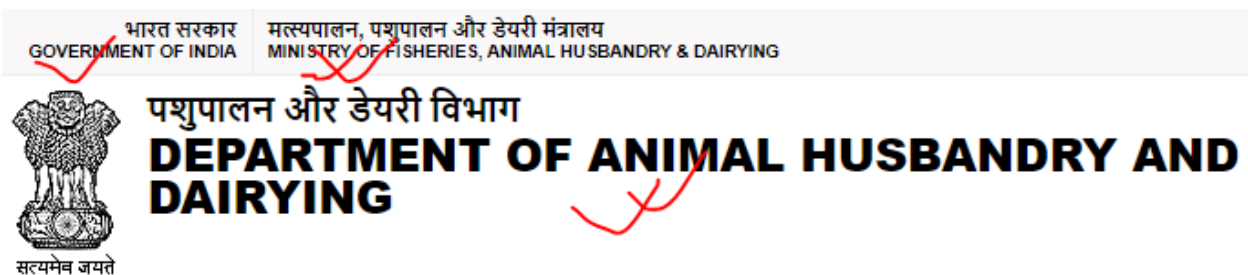 भारत सरकार
GOVERNMENT OF INDIA
मत्स्यपालन, पशुपालन और डेयरी मंत्रालय
MINISTRY OF FISHERIES, ANIMAL HUSBANDRY & DAIRYING
पशुपालन और डेयरी विभाग
DEPARTMENT OF ANIMAL HUSBANDRY AND
DAIRYING
सत्यमेव जयते